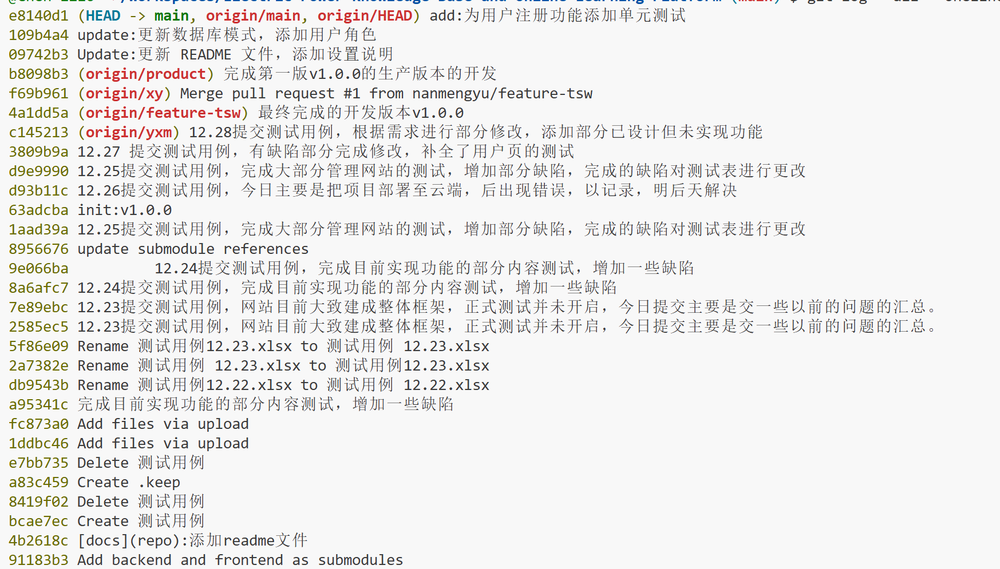 e8140d1 (HEAD -> main, origin/main, origin/HEAD) add:为用户注册功能添加单元测试
109b4a4 update:更新数据库模式，添加用户角色
09742b3 Update:更新 README 文件，添加设置说明
b8098b3 (origin/product) 完成第一版v1.0.0的生产版本的开发
f69b961 (origin/xy) Merge pull request #1 from nanmengyu/feature-tsw
4a1dd5a (origin/feature-tsw) 最终完成的开发版本v1.0.0
c145213 (origin/yxm) 12.28提交测试用例，根据需求进行部分修改，添加部分已设计但未实现功能
3809b9a 12.27 提交测试用例，有缺陷部分完成修改，补全了用户页的测试
d9e9990 12.25提交测试用例，完成大部分管理网站的测试，增加部分缺陷，完成的缺陷对测试表进行更改
d93b11c 12.26提交测试用例，今日主要是把项目部署至云端，后出现错误，以记录，明后天解决
63adcba init:v1.0.0
1aad39a 12.25提交测试用例，完成大部分管理网站的测试，增加部分缺陷，完成的缺陷对测试表进行更改
8956676 update submodule references
9e066ba          12.24提交测试用例，完成目前实现功能的部分内容测试，增加一些缺陷
8a6afc7 12.24提交测试用例，完成目前实现功能的部分内容测试，增加一些缺陷
7e89ebc 12.23提交测试用例，网站目前大致建成整体框架，正式测试并未开启，今日提交主要是交一些以前的问题的汇总。
2585ec5 12.23提交测试用例，网站目前大致建成整体框架，正式测试并未开启，今日提交主要是交一些以前的问题的汇总。
5f86e09 Rename 测试用例12.23.xlsx to 测试用例 12.23.xlsx
2a7382e Rename 测试用例 12.23.xlsx to 测试用例12.23.xlsx
db9543b Rename 测试用例12.22.xlsx to 测试用例 12.22.xlsx
a95341c 完成目前实现功能的部分内容测试，增加一些缺陷
fc873a0 Add files via upload
1ddbc46 Add files via upload
e7bb735 Delete 测试用例
a83c459 Create .keep
8419f02 Delete 测试用例
bcae7ec Create 测试用例
4b2618c [docs](repo):添加readme文件
91183b3 Add backend and frontend as submodules